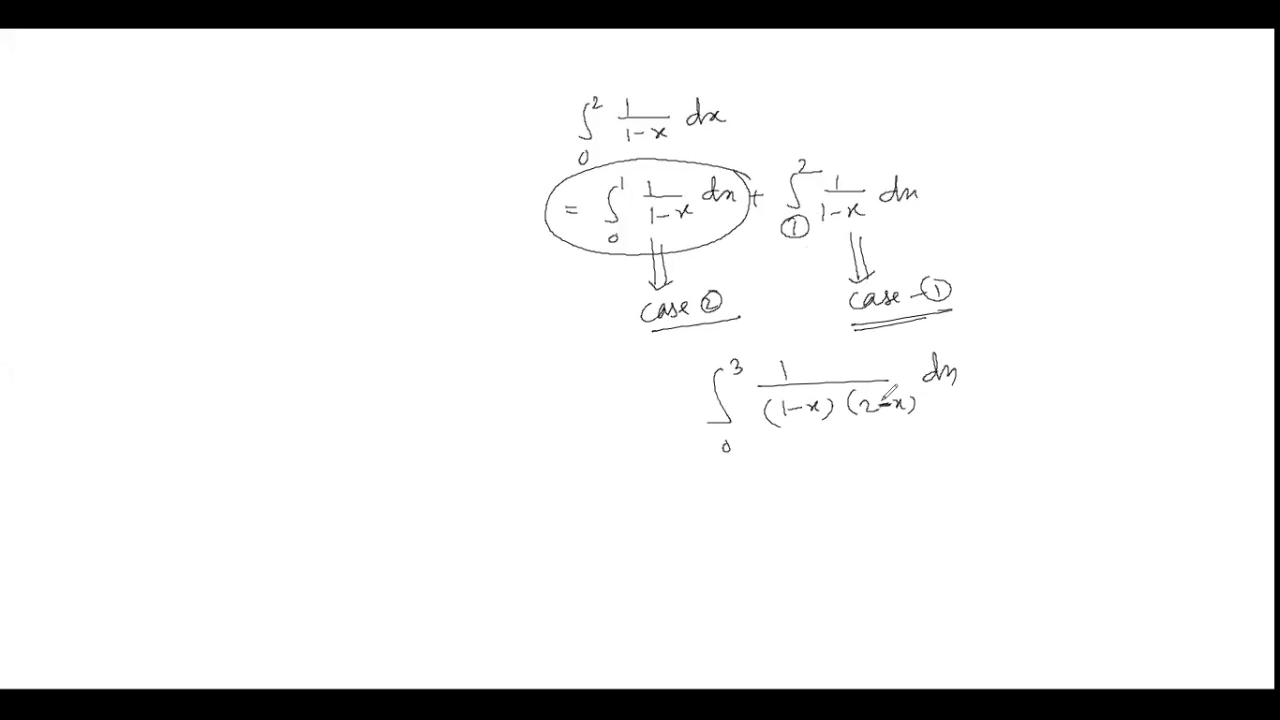 ∫₀² 1/(1-x) dx
= ∫₀¹ 1/(1-x) dx + ∫₁² 1/(1-x) dx
case ② case-①
∫₀³ 1/((1-x)(2-x)) dx